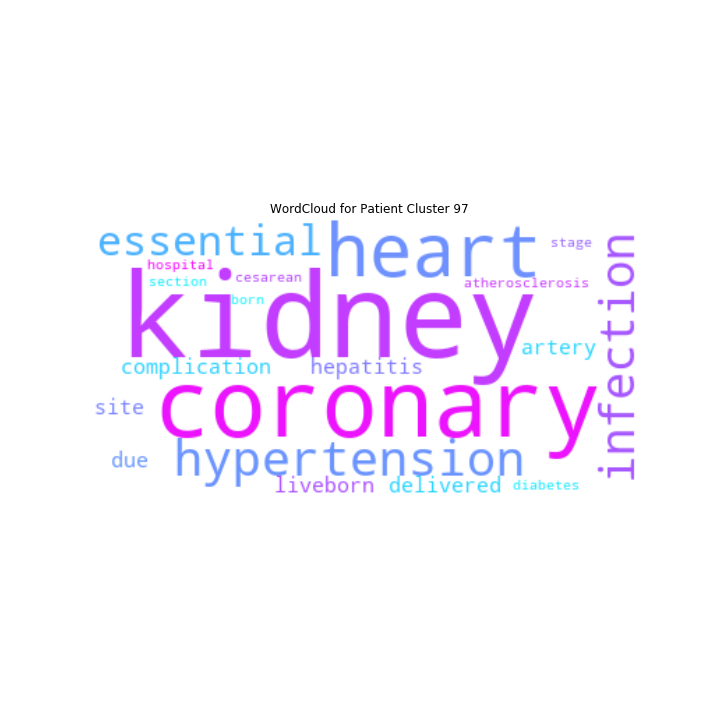 WordCloud for Patient Cluster 97
essential
heart
stage
infection
hospital
section
cesarean
born
atherosclerosis
kidney
artery
complication
hepatitis
coronary
site
due
hypertension
liveborn
delivered
diabetes